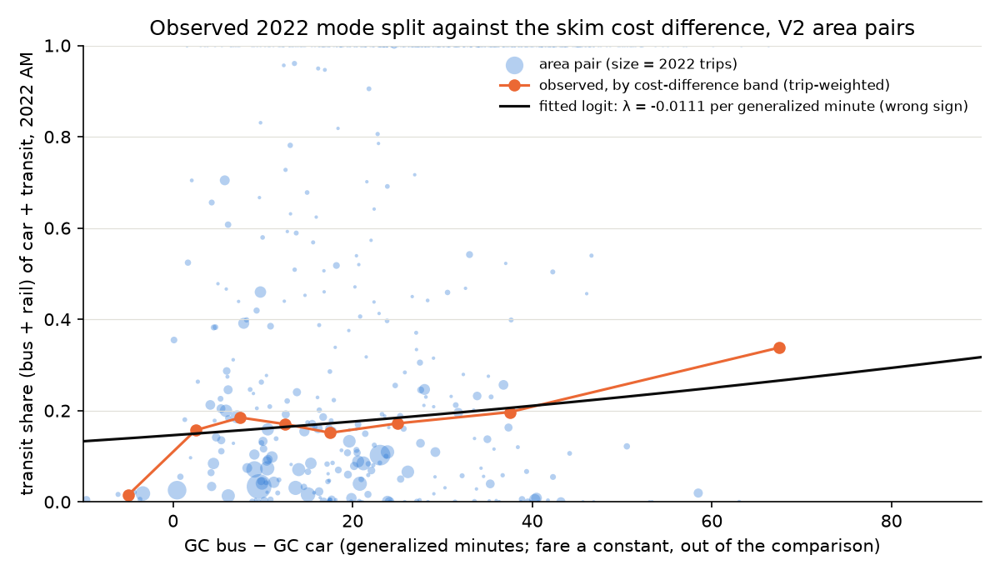 Observed 2022 mode split against the skim cost difference, V2 area pairs
transit share (bus + rail) of car + transit, 2022 AM
1.0
0.8
0.6
0.4
0.2
0.0
area pair (size = 2022 trips)
observed, by cost-difference band (trip-weighted)
fitted logit: λ = -0.0111 per generalized minute (wrong sign)
0 20 40 60 80
GC bus − GC car (generalized minutes; fare a constant, out of the comparison)